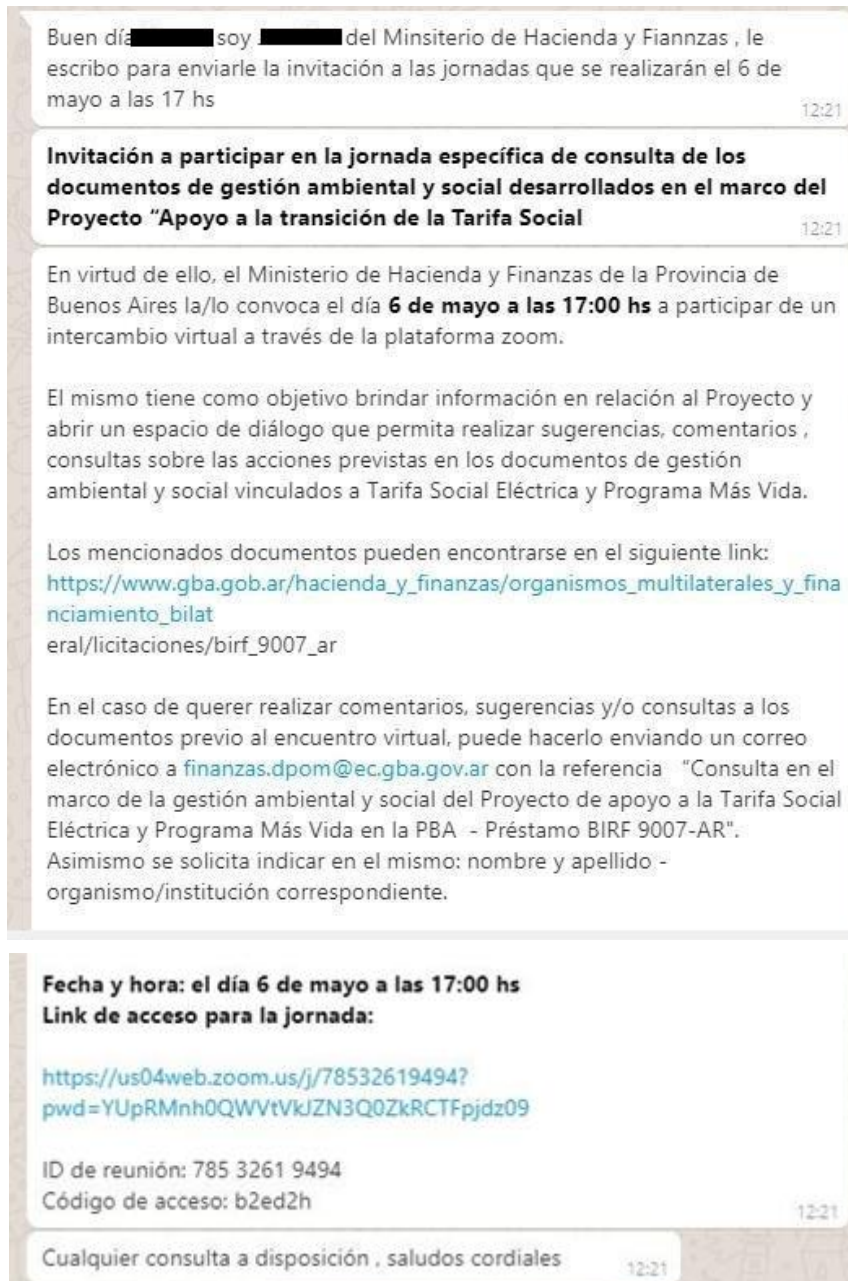 Buen día soy del Minsiterio de Hacienda y Fiannzas , le
escribo para enviarle la invitación a las jornadas que se realizarán el 6 de
mayo a las 17 hs
12:21
Invitación a participar en la jornada específica de consulta de los
documentos de gestión ambiental y social desarrollados en el marco del
Proyecto “Apoyo a la transición de la Tarifa Social
12:21
En virtud de ello, el Ministerio de Hacienda y Finanzas de la Provincia de
Buenos Aires la/lo convoca el día 6 de mayo a las 17:00 hs a participar de un
intercambio virtual a través de la plataforma zoom.
El mismo tiene como objetivo brindar información en relación al Proyecto y
abrir un espacio de diálogo que permita realizar sugerencias, comentarios ,
consultas sobre las acciones previstas en los documentos de gestión
ambiental y social vinculados a Tarifa Social Eléctrica y Programa Más Vida.
Los mencionados documentos pueden encontrarse en el siguiente link:
https://www.gba.gob.ar/hacienda_y_finanzas/organismos_multilaterales_y_fina
nciamiento_bilat
eral/licitaciones/birf_9007_ar
En el caso de querer realizar comentarios, sugerencias y/o consultas a los
documentos previo al encuentro virtual, puede hacerlo enviando un correo
electrónico a finanzas.dpom@ec.gba.gov.ar con la referencia “Consulta en el
marco de la gestión ambiental y social del Proyecto de apoyo a la Tarifa Social
Eléctrica y Programa Más Vida en la PBA - Préstamo BIRF 9007-AR".
Asimismo se solicita indicar en el mismo: nombre y apellido -
organismo/institución correspondiente.
Fecha y hora: el día 6 de mayo a las 17:00 hs
Link de acceso para la jornada:
https://us04web.zoom.us/j/78532619494?
pwd=YUpRMnh0QWVtVkJZN3Q0ZkRCTFpjdz09
ID de reunión: 785 3261 9494
Código de acceso: b2ed2h
12:21
Cualquier consulta a disposición , saludos cordiales
12:21